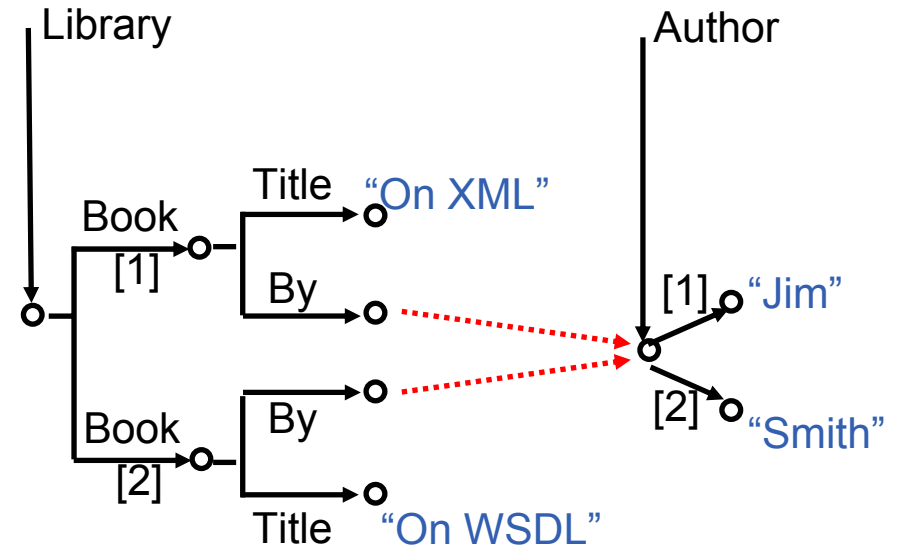 Library
Author
Title “On XML”
Book
[1]
By
[1] “Jim”
Book
[2]
By
[2] “Smith”
Title “On WSDL”